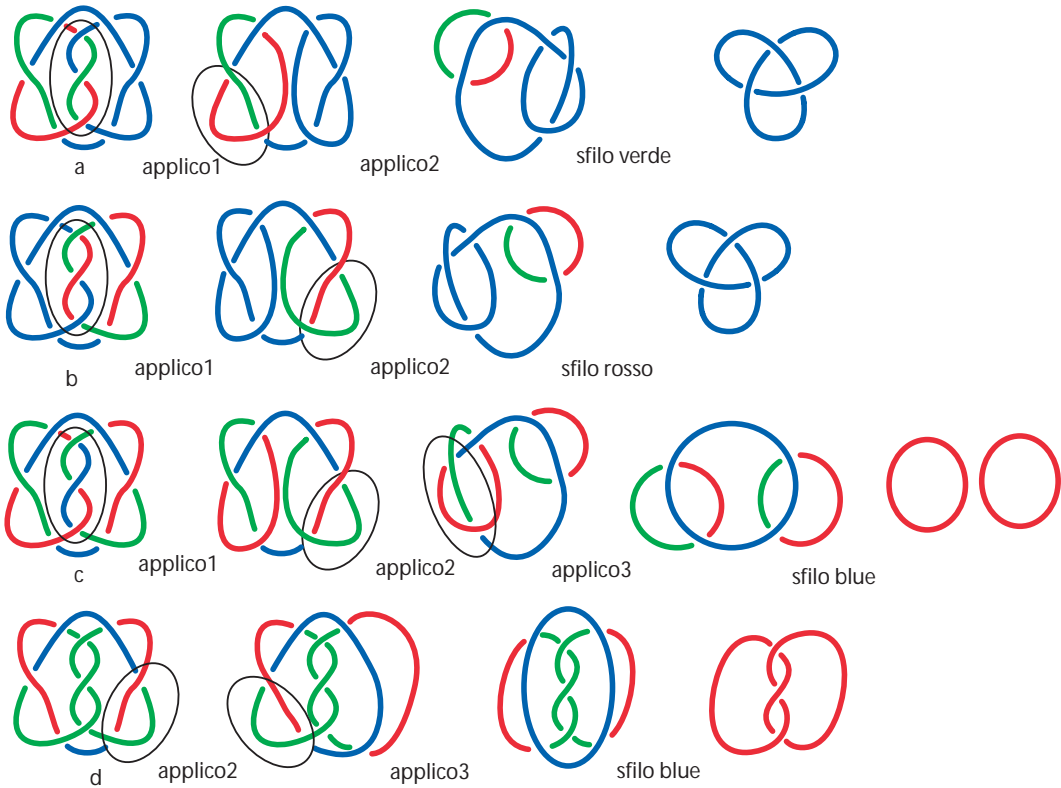 a
applico1
applico2
sfilo verde
b
applico1
applico2
sfilo rosso
c
applico1
applico2
applico3
sfilo blue
d
applico2
applico3
sfilo blue